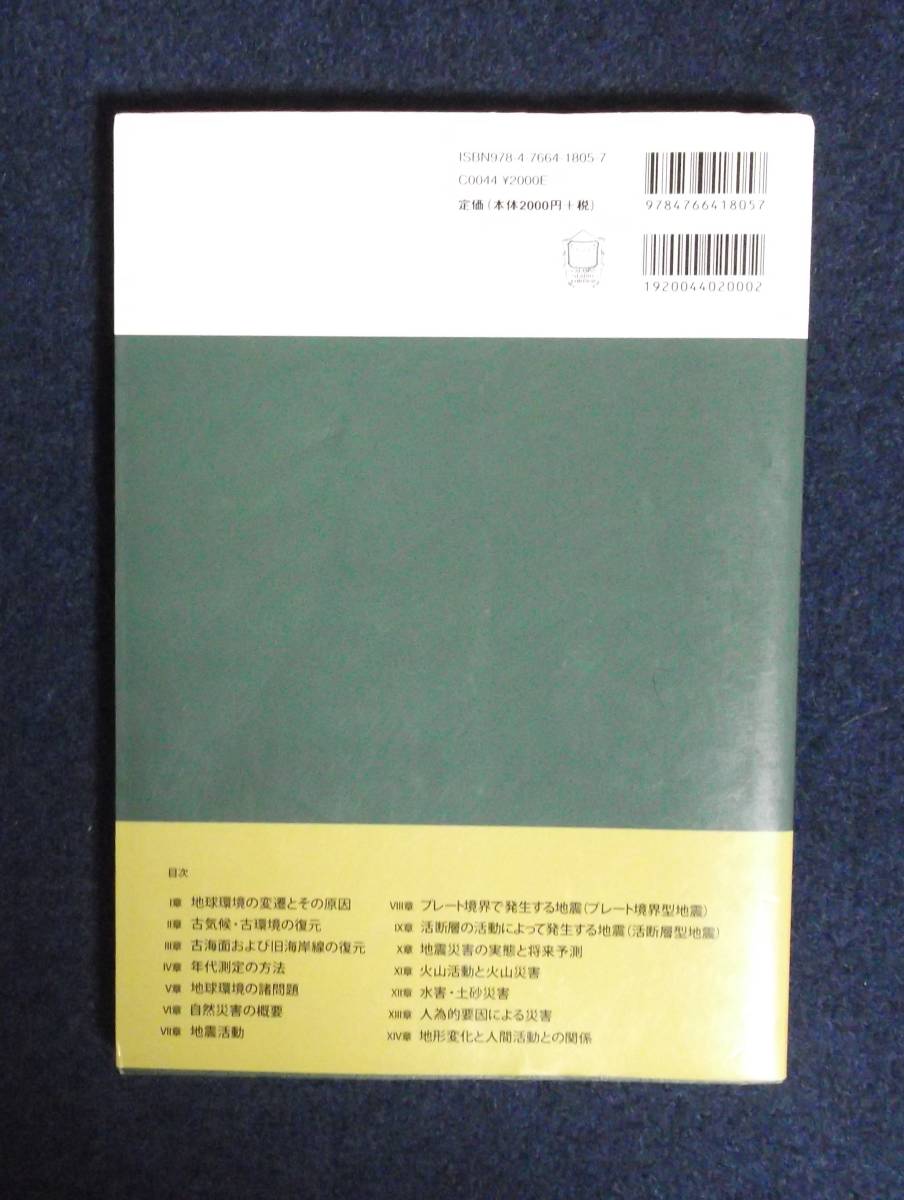 ISBN978-4-7664-1805-7
C0044 ¥2000E
定価(本体2000円+税)
9784766418057
1920044020002
目次
I章 地球環境の変遷とその原因
II章 古気候・古環境の復元
III章 古海面および旧海岸線の復元
IV章 年代測定の方法
V章 地球環境の諸問題
VI章 自然災害の概要
VII章 地震活動
VIII章 プレート境界で発生する地震(プレート境界型地震)
IX章 活断層の活動によって発生する地震(活断層型地震)
X章 地震災害の実態と将来予測
XI章 火山活動と火山災害
XII章 水害・土砂災害
XIII章 人為的要因による災害
XIV章 地形変化と人間活動との関係